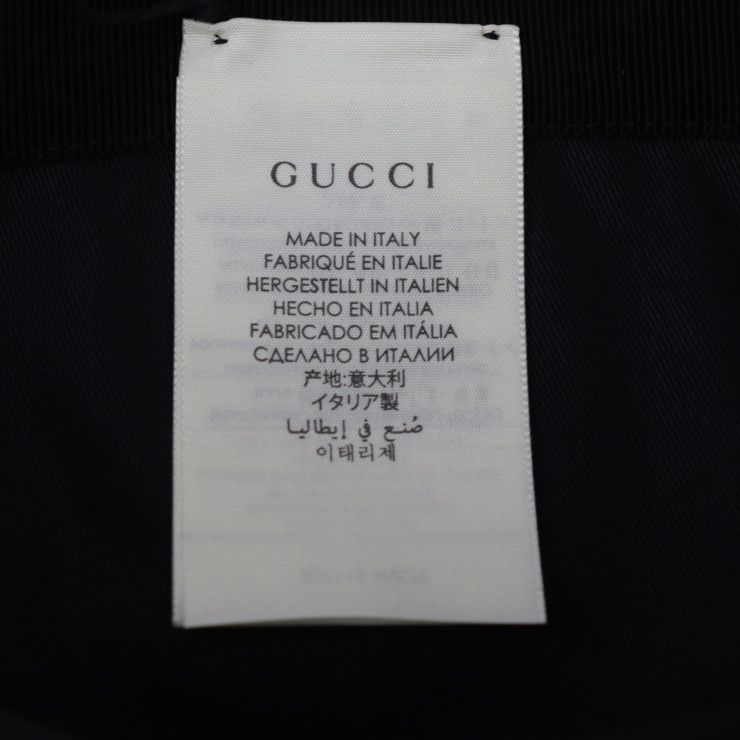 GUCCI
MADE IN ITALY
FABRIQUÉ EN ITALIE
HERGESTELLT IN ITALIEN
HECHO EN ITALIA
FABRICADO EM ITÁLIA
СДЕЛАНО В ИТАЛИИ
产地:意大利
イタリア製
صُنع في إيطاليا
이태리제